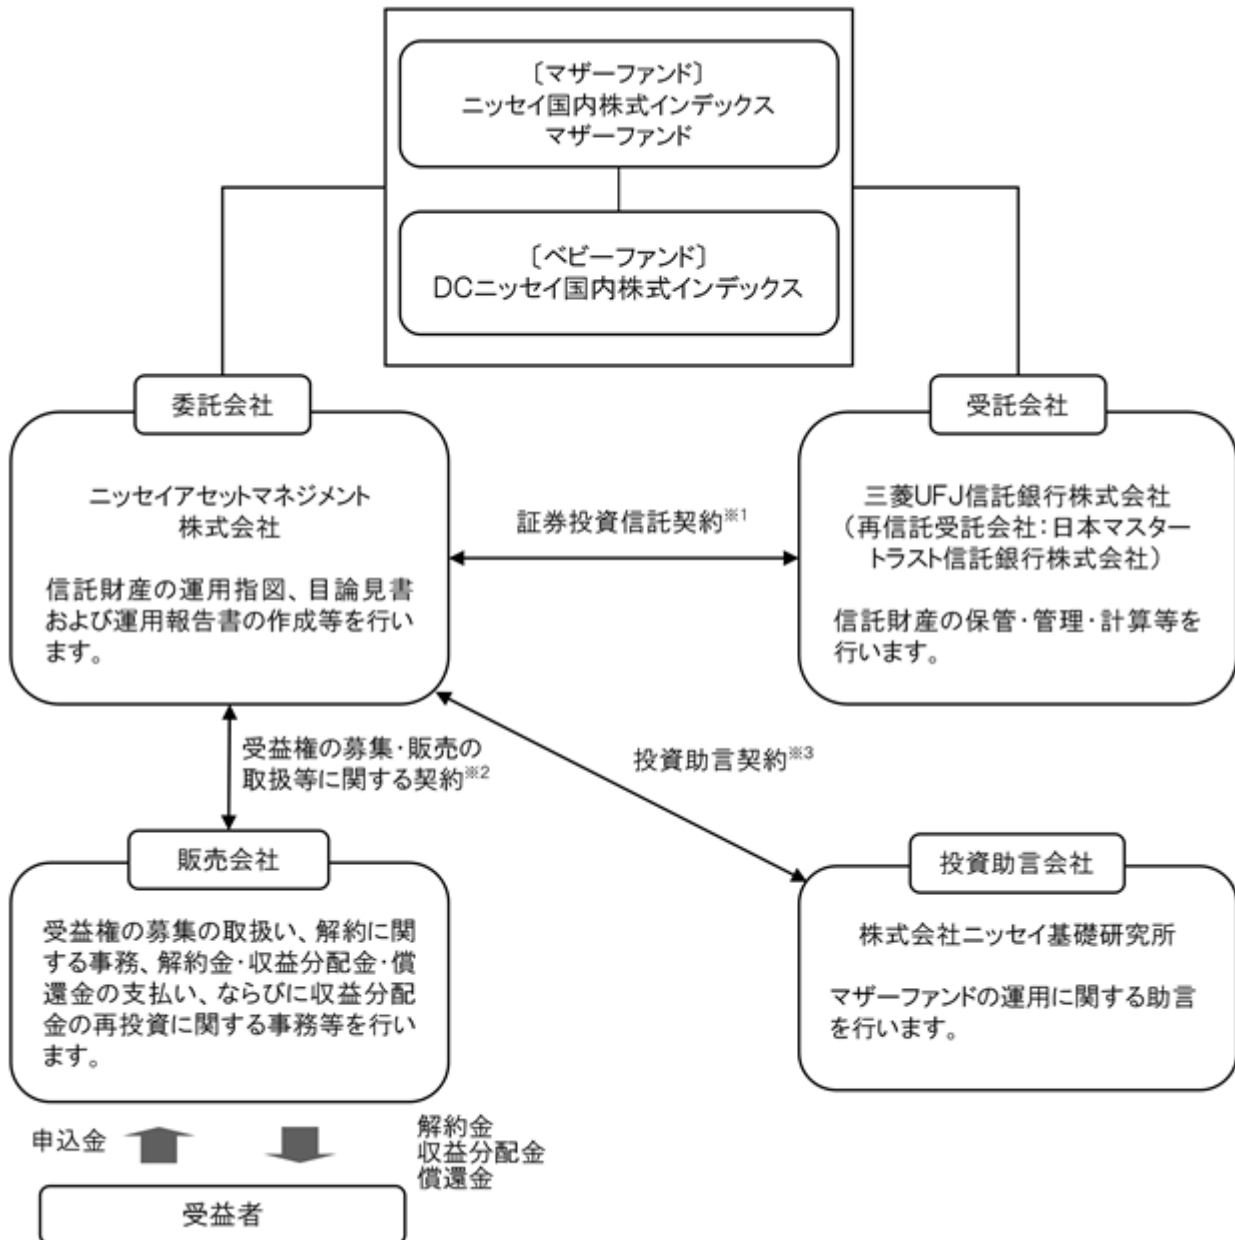 〔マザーファンド〕
ニッセイ国内株式インデックス
マザーファンド
〔ベビーファンド〕
DCニッセイ国内株式インデックス
委託会社
ニッセイアセットマネジメント
株式会社
信託財産の運用指図、目論見書
および運用報告書の作成等を行い
ます。
証券投資信託契約※1
受託会社
三菱UFJ信託銀行株式会社
（再信託受託会社：日本マスター
トラスト信託銀行株式会社）
信託財産の保管・管理・計算等を
行います。
受益権の募集・販売の
取扱等に関する契約※2
投資助言契約※3
販売会社
受益権の募集の取扱い、解約に関
する事務、解約金・収益分配金・償
還金の支払い、ならびに収益分配
金の再投資に関する事務等を行い
ます。
投資助言会社
株式会社ニッセイ基礎研究所
マザーファンドの運用に関する助言
を行います。
申込金
解約金
収益分配金
償還金
受益者